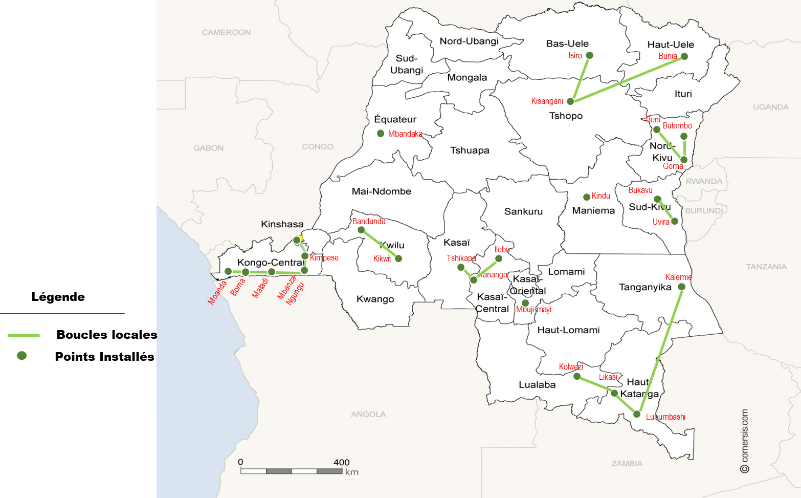 CAMEROON
Nord-Ubangi
Bas-Uele
Haut-Uele
Isiro
Bunia
Sud-
Ubangi
Mongala
Ituri
Kisangani
Tshopo
UGANDA
Équateur
Mbandaka
Beni
Butembo
GABON
CONGO
Tshuapa
Nord-
Kivu
Goma
RWANDA
Mai-Ndombe
Bukavu
Kindu
Sankuru
Maniema
Sud-Kivu
BURUNDI
Uvira
Kinshasa
Bandundu
Kwilu
Kasaï
Ilebo
Kikwit
Tshikapa
Kananga
Kongo-Central
Kimpese
TANZANIA
Lomami
Kalemie
Tanganyika
Moanda
Boma
Matadi
Mbanza
Ngungu
Kasaï-
Oriental
Kwango
Kasaï-
Central
Mbujimayi
Légende
Haut-Lomami
Boucles locales
Points Installés
Kolwezi
Likasi
Lualaba
Haut-
Katanga
Lubumbashi
ANGOLA
ZAMBIA
0 400
km
© comersis.com